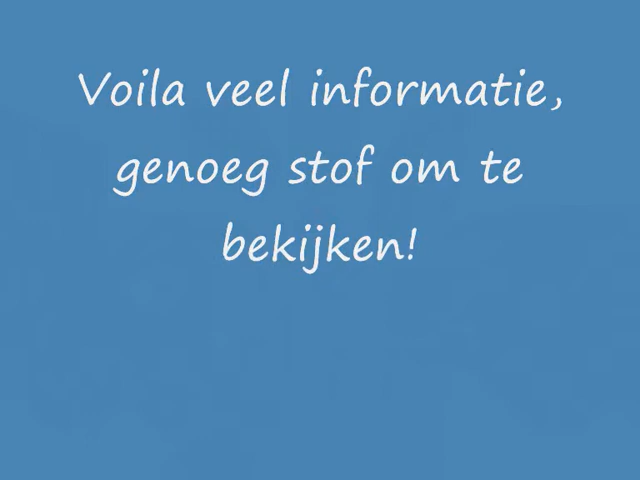 Voila veel informatie,
genoeg stof om te
bekijken!